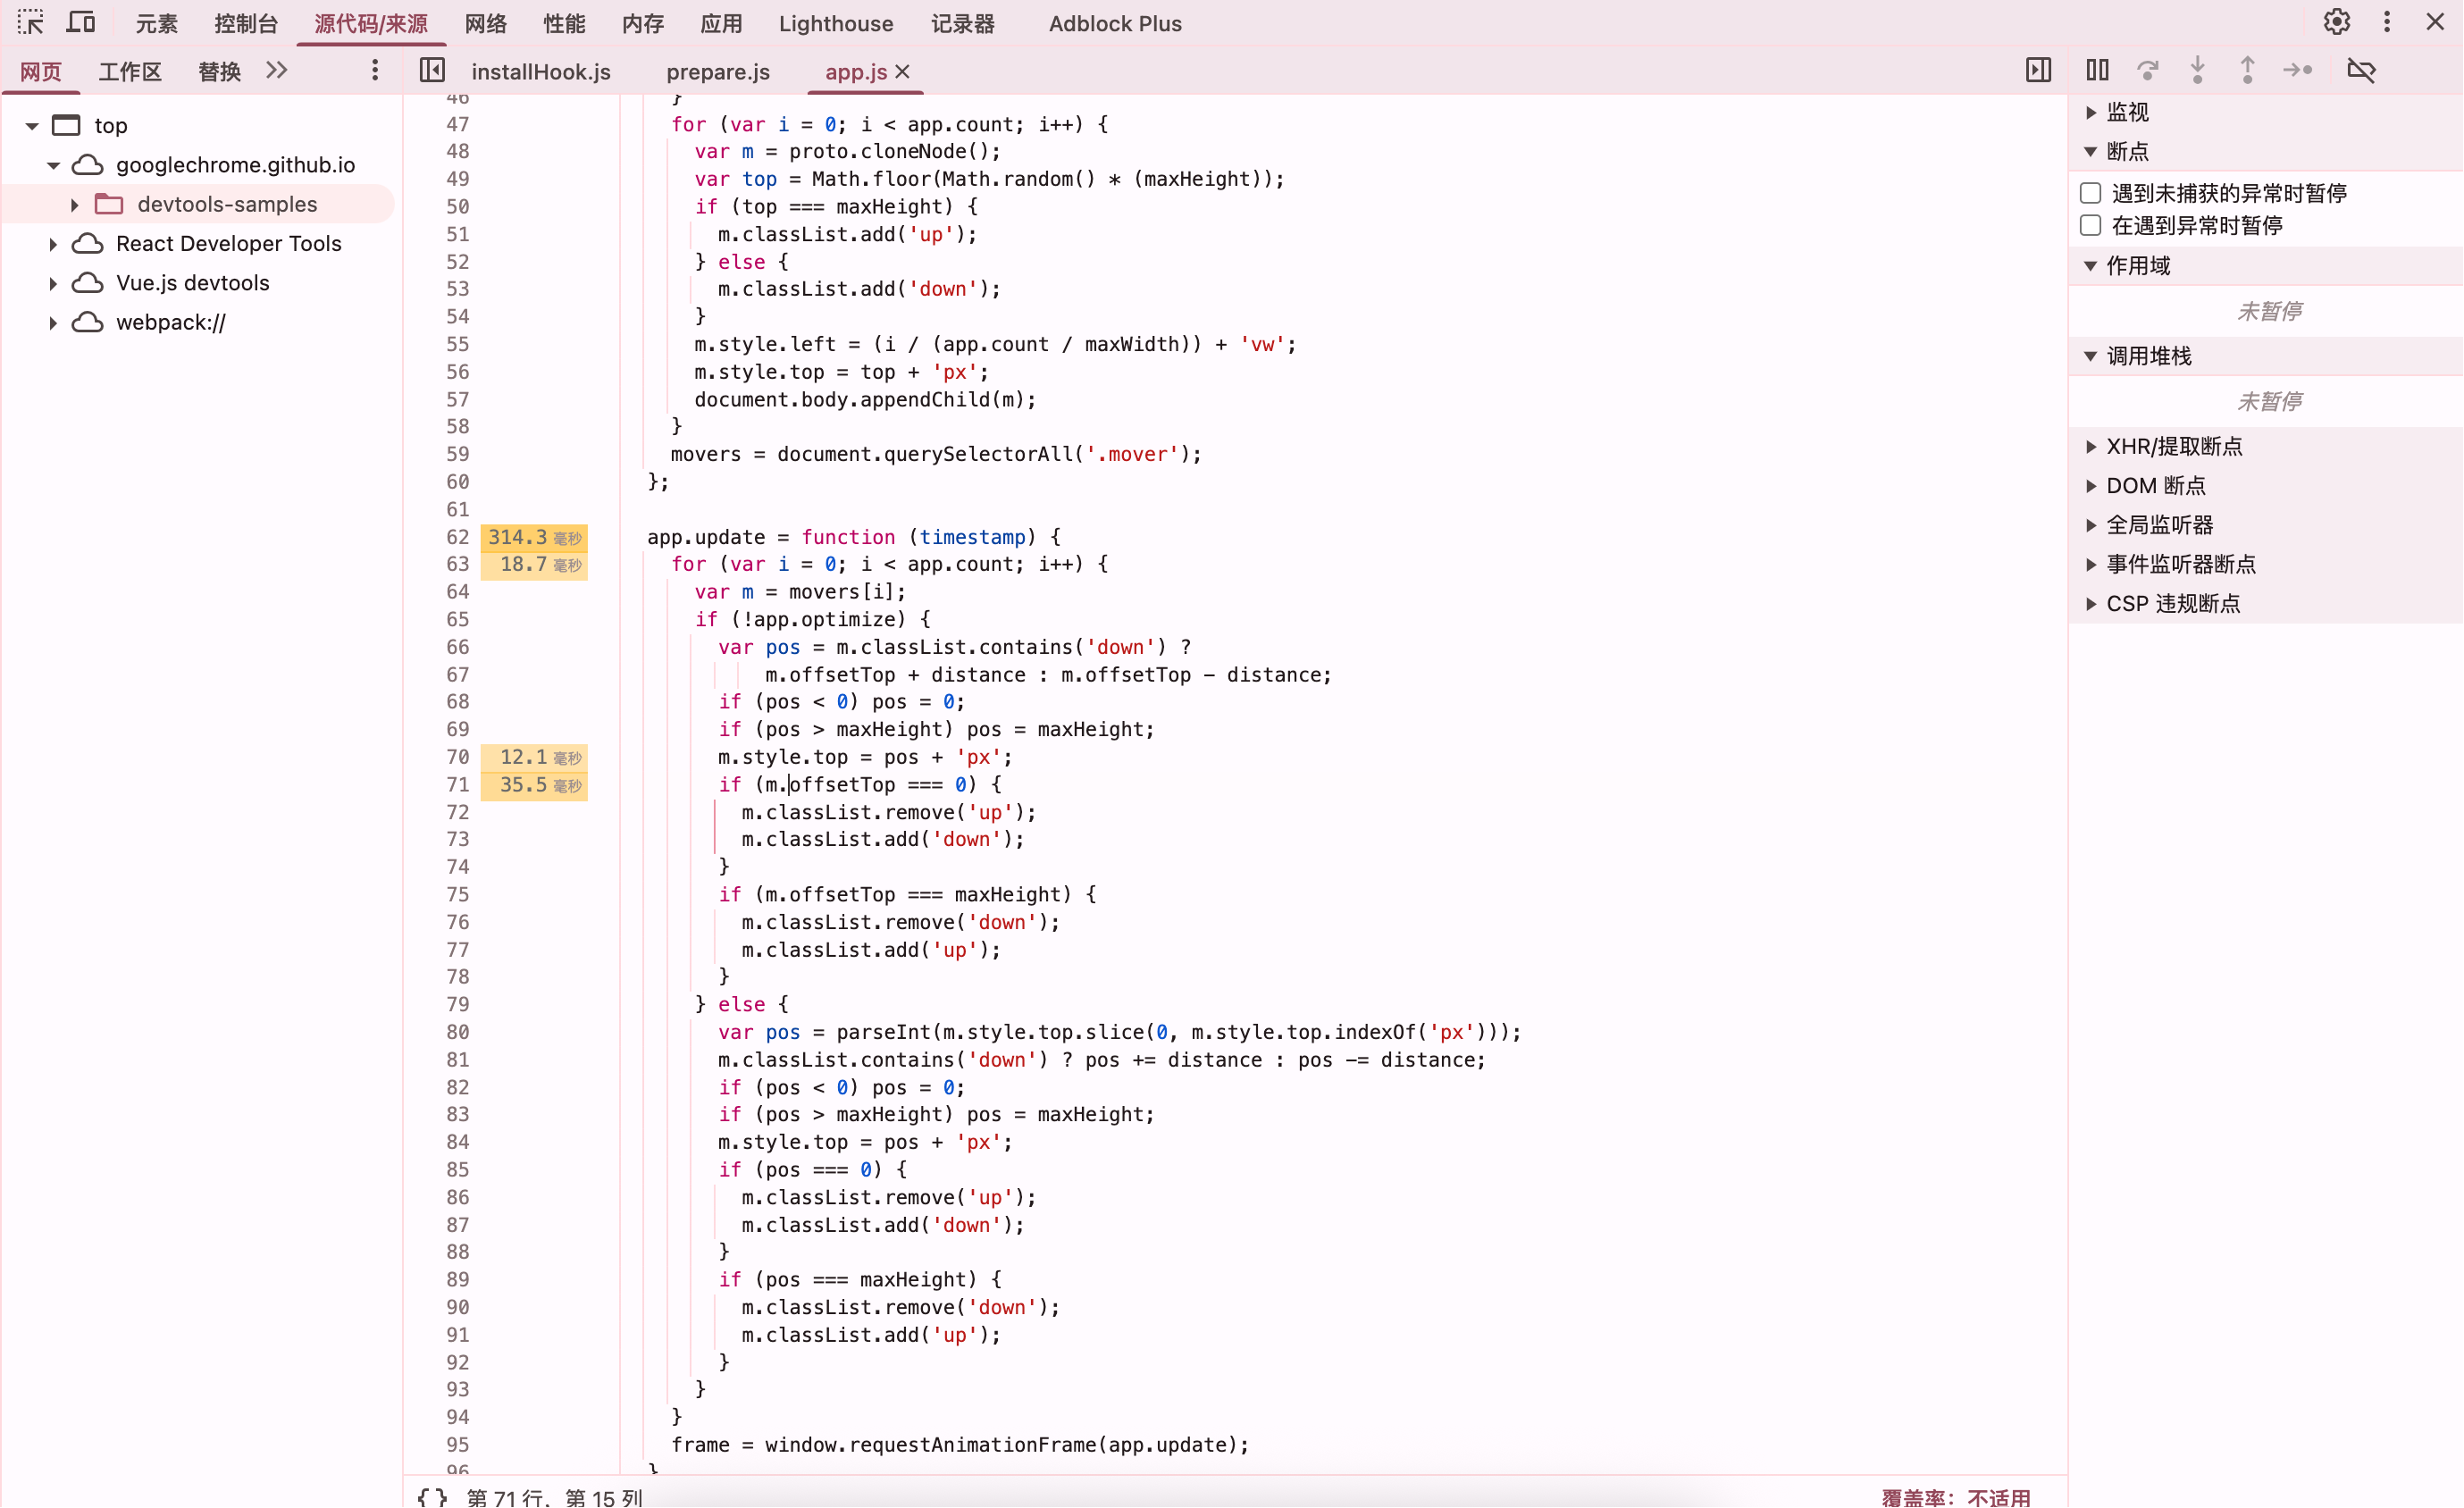 元素 控制台 源代码/来源 网络 性能 内存 应用 Lighthouse 记录器 Adblock Plus
网页 工作区 替换
top
googlechrome.github.io
devtools-samples
React Developer Tools
Vue.js devtools
webpack://
installHook.js prepare.js app.js
46 }
47 for (var i = 0; i < app.count; i++) {
48 var m = proto.cloneNode();
49 var top = Math.floor(Math.random() * (maxHeight));
50 if (top === maxHeight) {
51 m.classList.add('up');
52 } else {
53 m.classList.add('down');
54 }
55 m.style.left = (i / (app.count / maxWidth)) + 'vw';
56 m.style.top = top + 'px';
57 document.body.appendChild(m);
58 }
59 movers = document.querySelectorAll('.mover');
60 };
61
62 314.3 毫秒 app.update = function (timestamp) {
63 18.7 毫秒 for (var i = 0; i < app.count; i++) {
64 var m = movers[i];
65 if (!app.optimize) {
66 var pos = m.classList.contains('down') ?
67 m.offsetTop + distance : m.offsetTop - distance;
68 if (pos < 0) pos = 0;
69 if (pos > maxHeight) pos = maxHeight;
70 12.1 毫秒 m.style.top = pos + 'px';
71 35.5 毫秒 if (m.offsetTop === 0) {
72 m.classList.remove('up');
73 m.classList.add('down');
74 }
75 if (m.offsetTop === maxHeight) {
76 m.classList.remove('down');
77 m.classList.add('up');
78 }
79 } else {
80 var pos = parseInt(m.style.top.slice(0, m.style.top.indexOf('px')));
81 m.classList.contains('down') ? pos += distance : pos -= distance;
82 if (pos < 0) pos = 0;
83 if (pos > maxHeight) pos = maxHeight;
84 m.style.top = pos + 'px';
85 if (pos === 0) {
86 m.classList.remove('up');
87 m.classList.add('down');
88 }
89 if (pos === maxHeight) {
90 m.classList.remove('down');
91 m.classList.add('up');
92 }
93 }
94 }
95 frame = window.requestAnimationFrame(app.update);
96 }
{ } 第 71 行，第 15 列 覆盖率：不适用
监视
断点
遇到未捕获的异常时暂停
在遇到异常时暂停
作用域
未暂停
调用堆栈
未暂停
XHR/提取断点
DOM 断点
全局监听器
事件监听器断点
CSP 违规断点